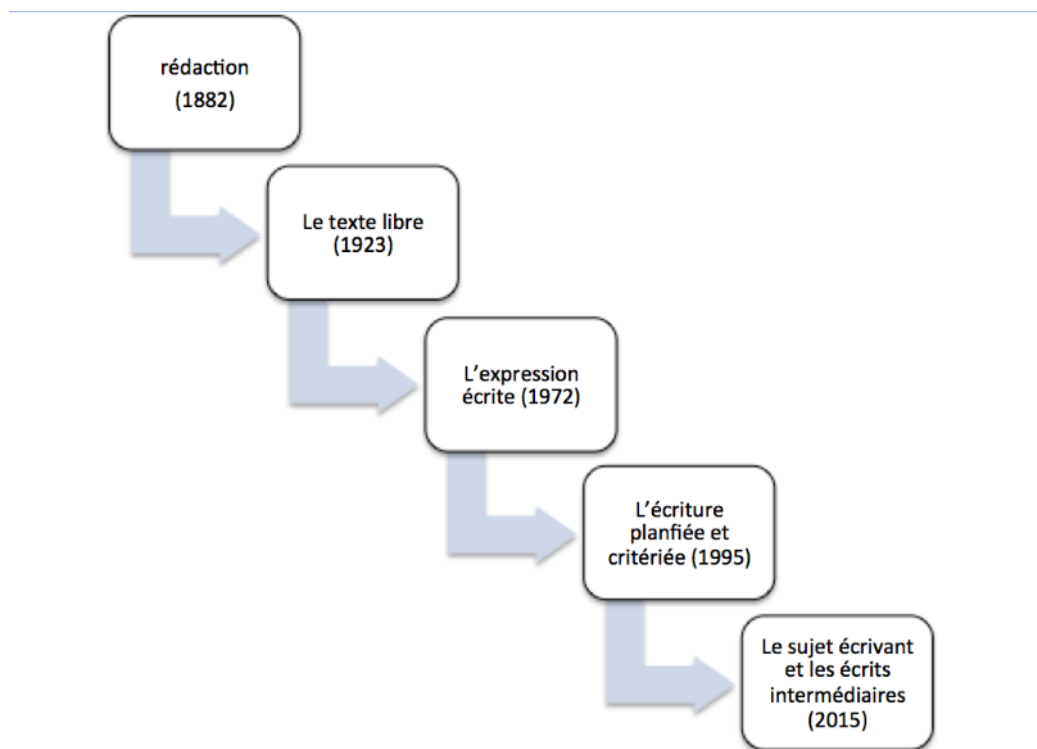 rédaction
(1882)
Le texte libre
(1923)
L'expression
écrite (1972)
L'écriture
planfiée et
critériée (1995)
Le sujet écrivant
et les écrits
intermédiaires
(2015)